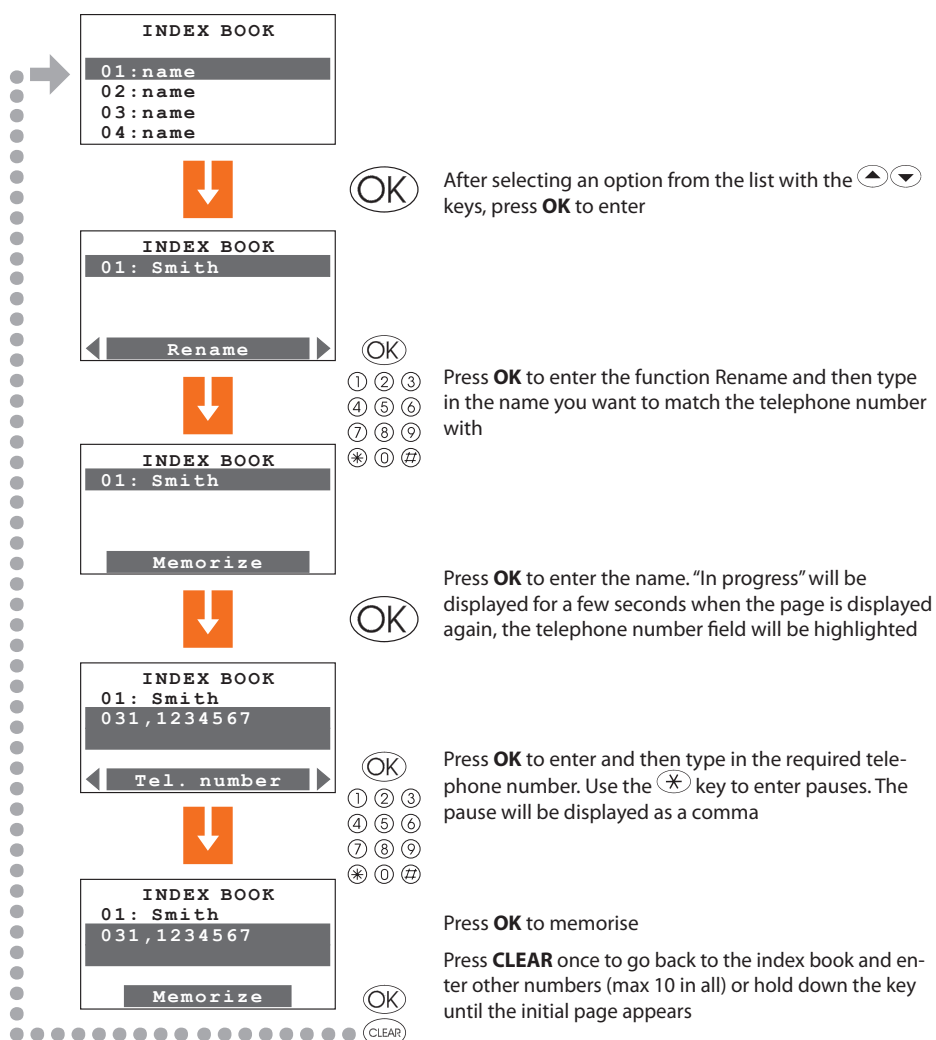 INDEX BOOK
01:name
02:name
03:name
04:name
OK
After selecting an option from the list with the
keys, press OK to enter
INDEX BOOK
01: Smith
Rename
OK
1 2 3
4 5 6
7 8 9
* 0 #
Press OK to enter the function Rename and then type
in the name you want to match the telephone number
with
INDEX BOOK
01: Smith
Memorize
OK
Press OK to enter the name. “In progress” will be
displayed for a few seconds when the page is displayed
again, the telephone number field will be highlighted
INDEX BOOK
01: Smith
031,1234567
Tel. number
OK
1 2 3
4 5 6
7 8 9
* 0 #
Press OK to enter and then type in the required tele-
phone number. Use the * key to enter pauses. The
pause will be displayed as a comma
INDEX BOOK
01: Smith
031,1234567
Memorize
OK
CLEAR
Press OK to memorise
Press CLEAR once to go back to the index book and en-
ter other numbers (max 10 in all) or hold down the key
until the initial page appears